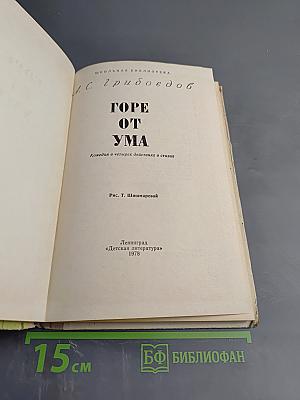 ШКОЛЬНАЯ БИБЛИОТЕКА
А.С. Грибоедов
ГОРЕ
ОТ
УМА
Комедия в четырех действиях в стихах
Рис. Т. Шишмаревой
Ленинград
«Детская литература»
1978
15 см
БФ БИБЛИОФАН